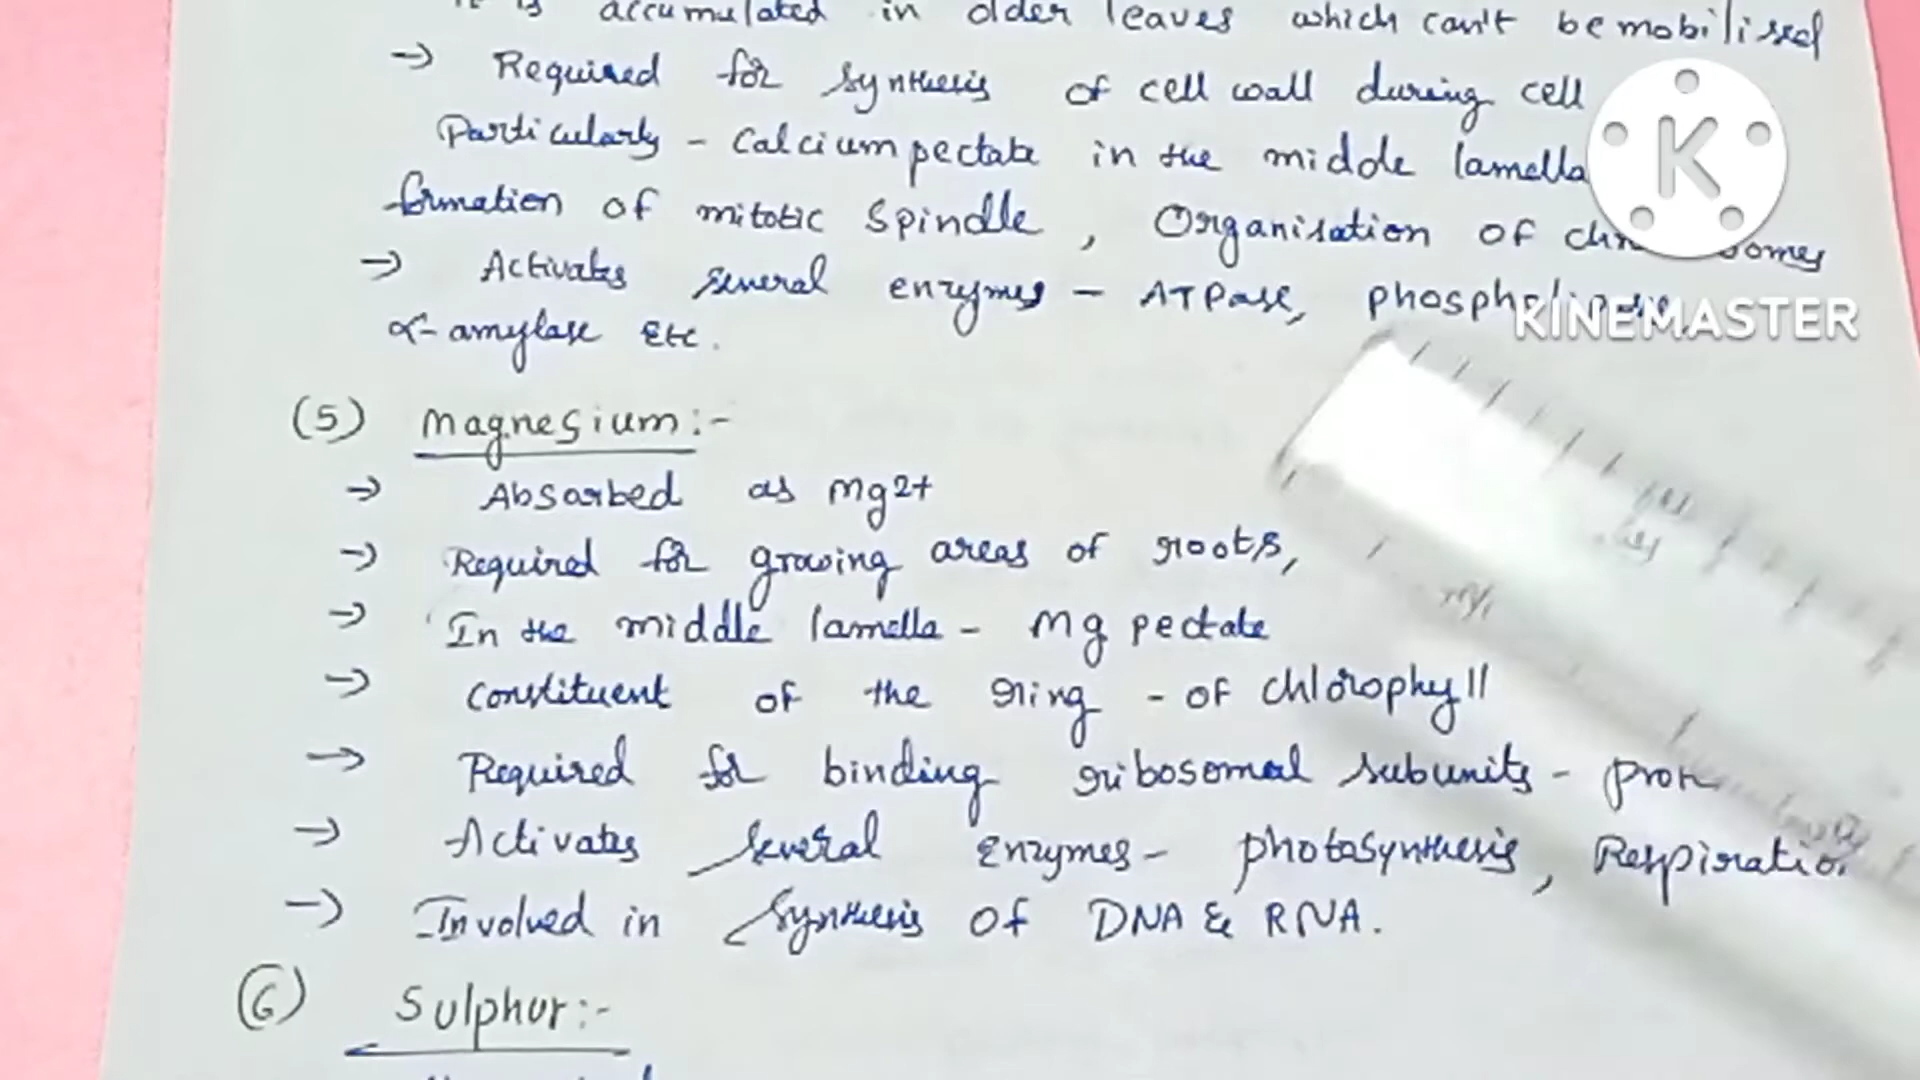 It is accumulated in older leaves which can't be mobilised
→ Required for synthesis of cell wall during cell
Particularly - Calcium pectate in the middle lamella
formation of mitotic spindle, Organisation of
→ Activates several enzymes - ATPase,
α-amylase Etc.
(5) Magnesium:-
→ Absorbed as Mg2+
→ Required for growing areas of roots,
→ In the middle lamella - Mg pectate
→ Constituent of the ring - of chlorophyll
→ Required for binding ribosomal subunits -
→ Activates several Enzymes - photosynthesis, Respiration
→ Involved in synthesis of DNA & RNA.
(6) Sulphur:-
K
KINEMASTER